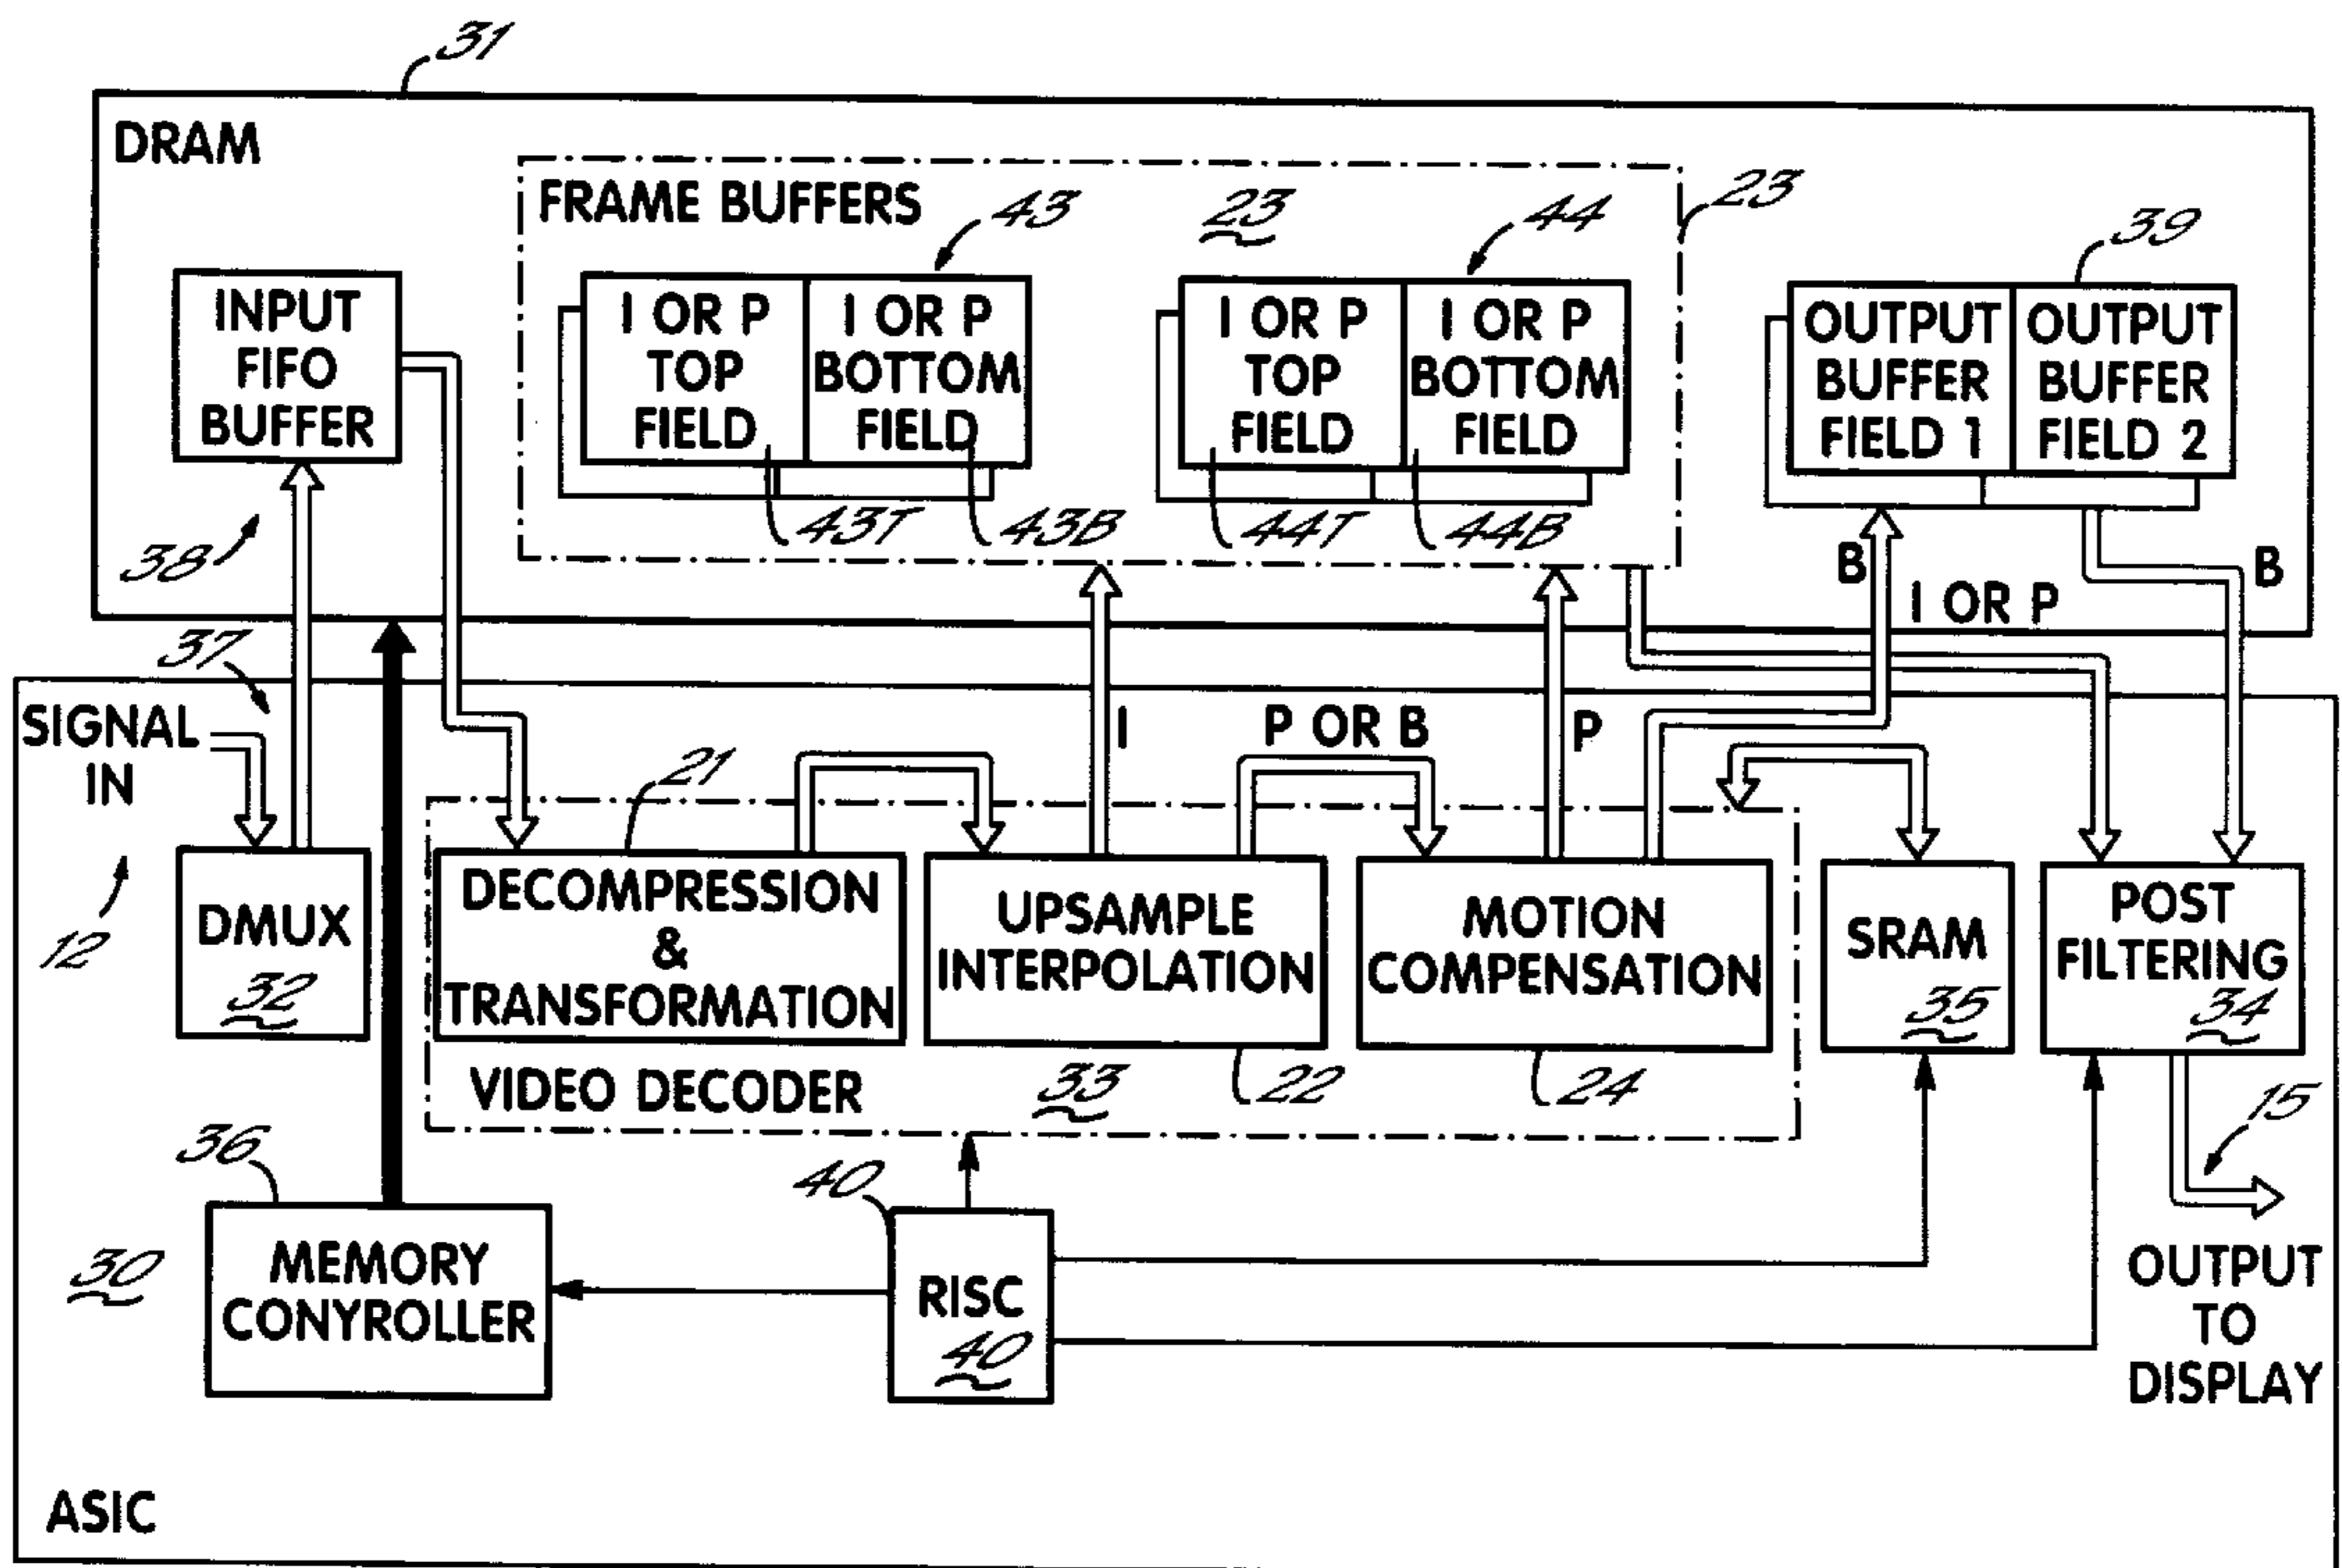 31
DRAM
FRAME BUFFERS
43
23
44
23
39
INPUT
FIFO
BUFFER
I OR P
TOP
FIELD
I OR P
BOTTOM
FIELD
I OR P
TOP
FIELD
I OR P
BOTTOM
FIELD
OUTPUT
BUFFER
FIELD 1
OUTPUT
BUFFER
FIELD 2
38
43T
43B
44T
44B
B
I OR P
B
37
SIGNAL
IN
I
P OR B
P
21
12
DMUX
32
DECOMPRESSION
&
TRANSFORMATION
UPSAMPLE
INTERPOLATION
MOTION
COMPENSATION
SRAM
35
POST
FILTERING
34
VIDEO DECODER
33
22
24
15
36
40
30
MEMORY
CONYROLLER
RISC
40
OUTPUT
TO
DISPLAY
ASIC